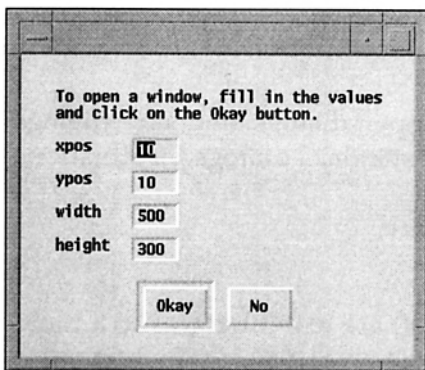 To open a window, fill in the values
and click on the Okay button.
xpos 10
ypos 10
width 500
height 300
Okay No